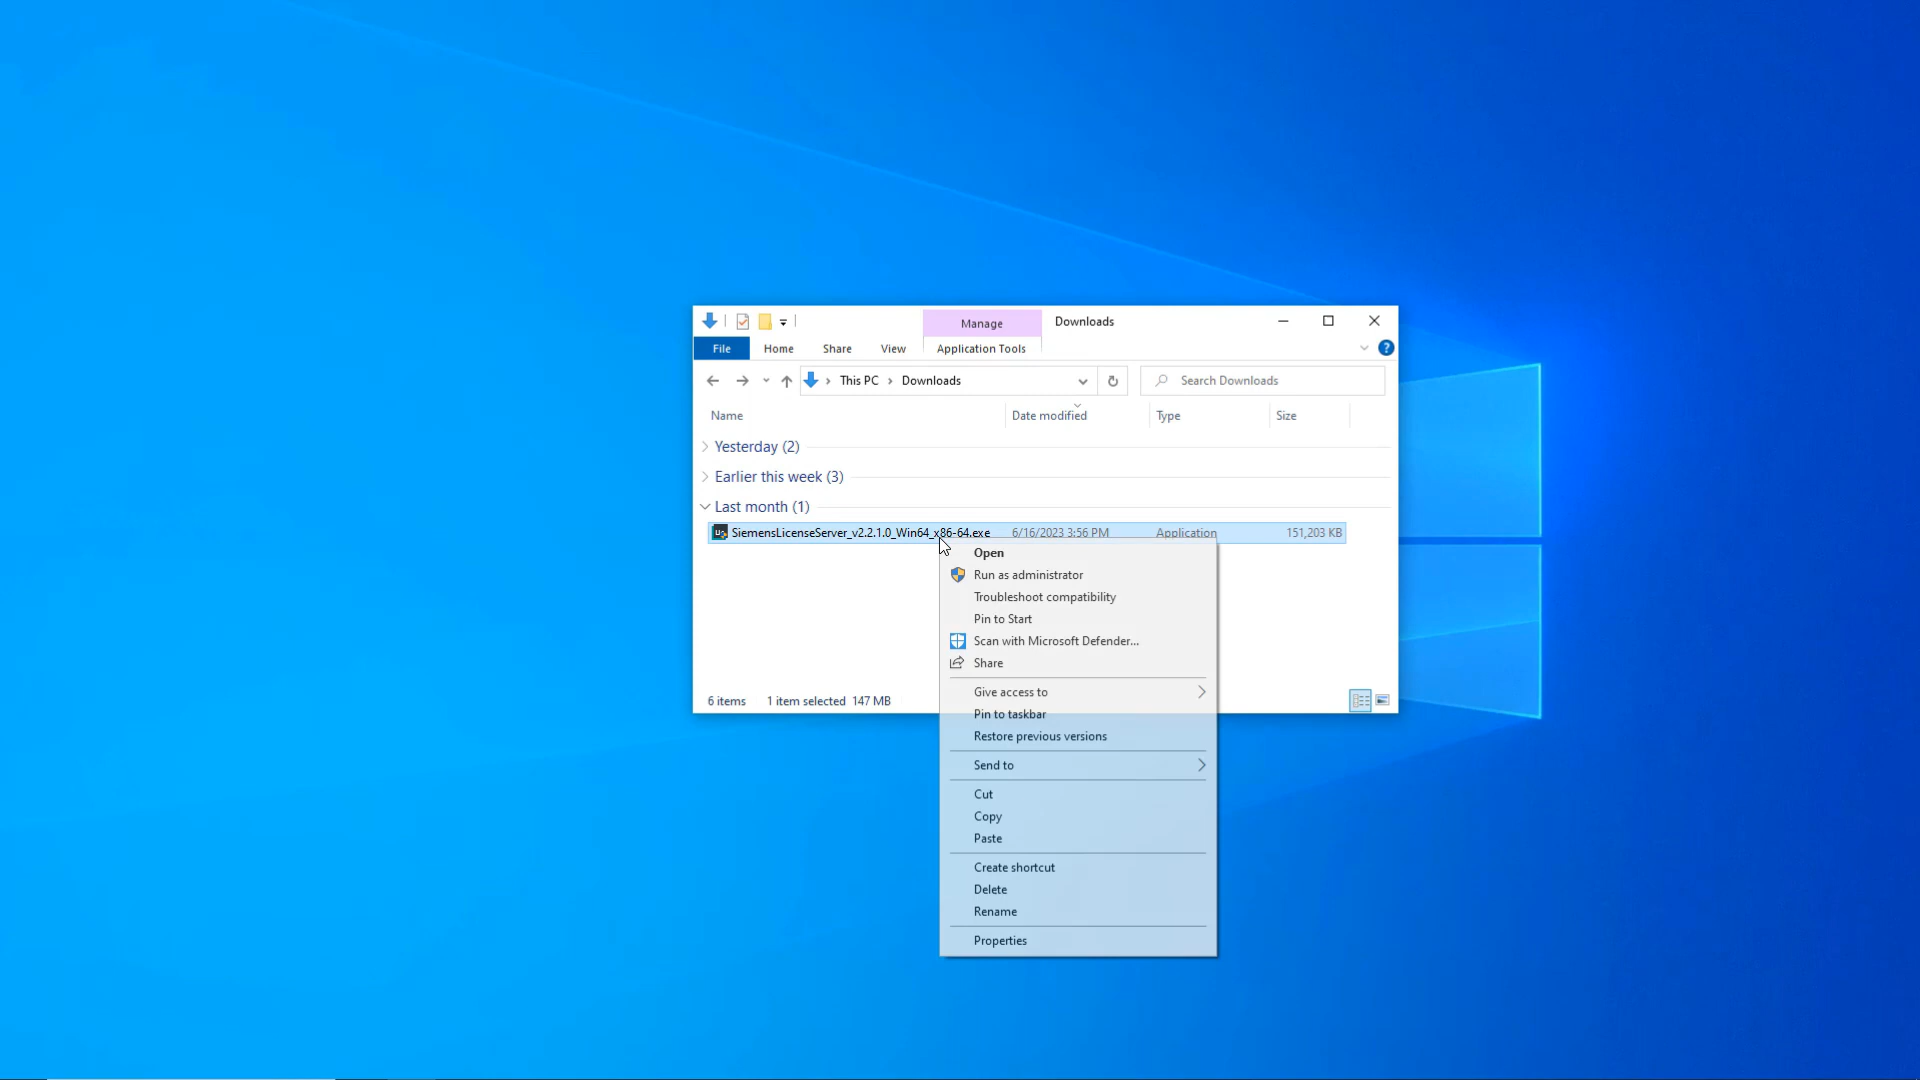 Manage
Downloads
File
Home
Share
View
Application Tools
?
This PC
Downloads
Search Downloads
Name
Date modified
Type
Size
Yesterday (2)
Earlier this week (3)
Last month (1)
SiemensLicenseServer_v2.2.1.0_Win64_x86-64.exe
6/16/2023 3:56 PM
Application
151,203 KB
Open
Run as administrator
Troubleshoot compatibility
Pin to Start
Scan with Microsoft Defender...
Share
Give access to
Pin to taskbar
Restore previous versions
Send to
Cut
Copy
Paste
Create shortcut
Delete
Rename
Properties
6 items
1 item selected 147 MB